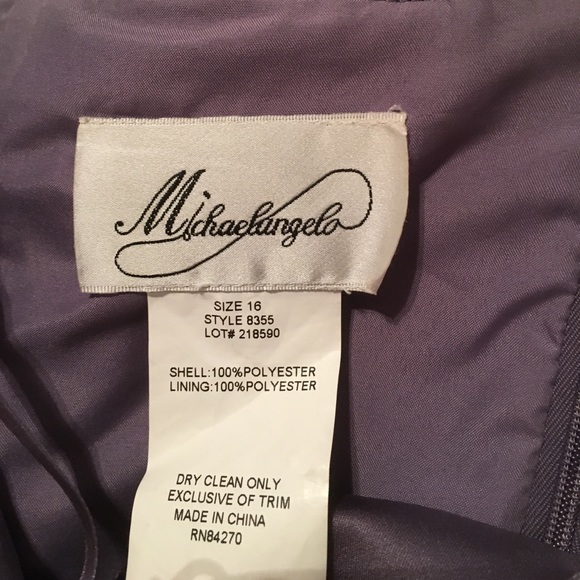 Michaelangelo
SIZE 16
STYLE 8355
LOT# 218590
SHELL:100%POLYESTER
LINING:100%POLYESTER
DRY CLEAN ONLY
EXCLUSIVE OF TRIM
MADE IN CHINA
RN84270